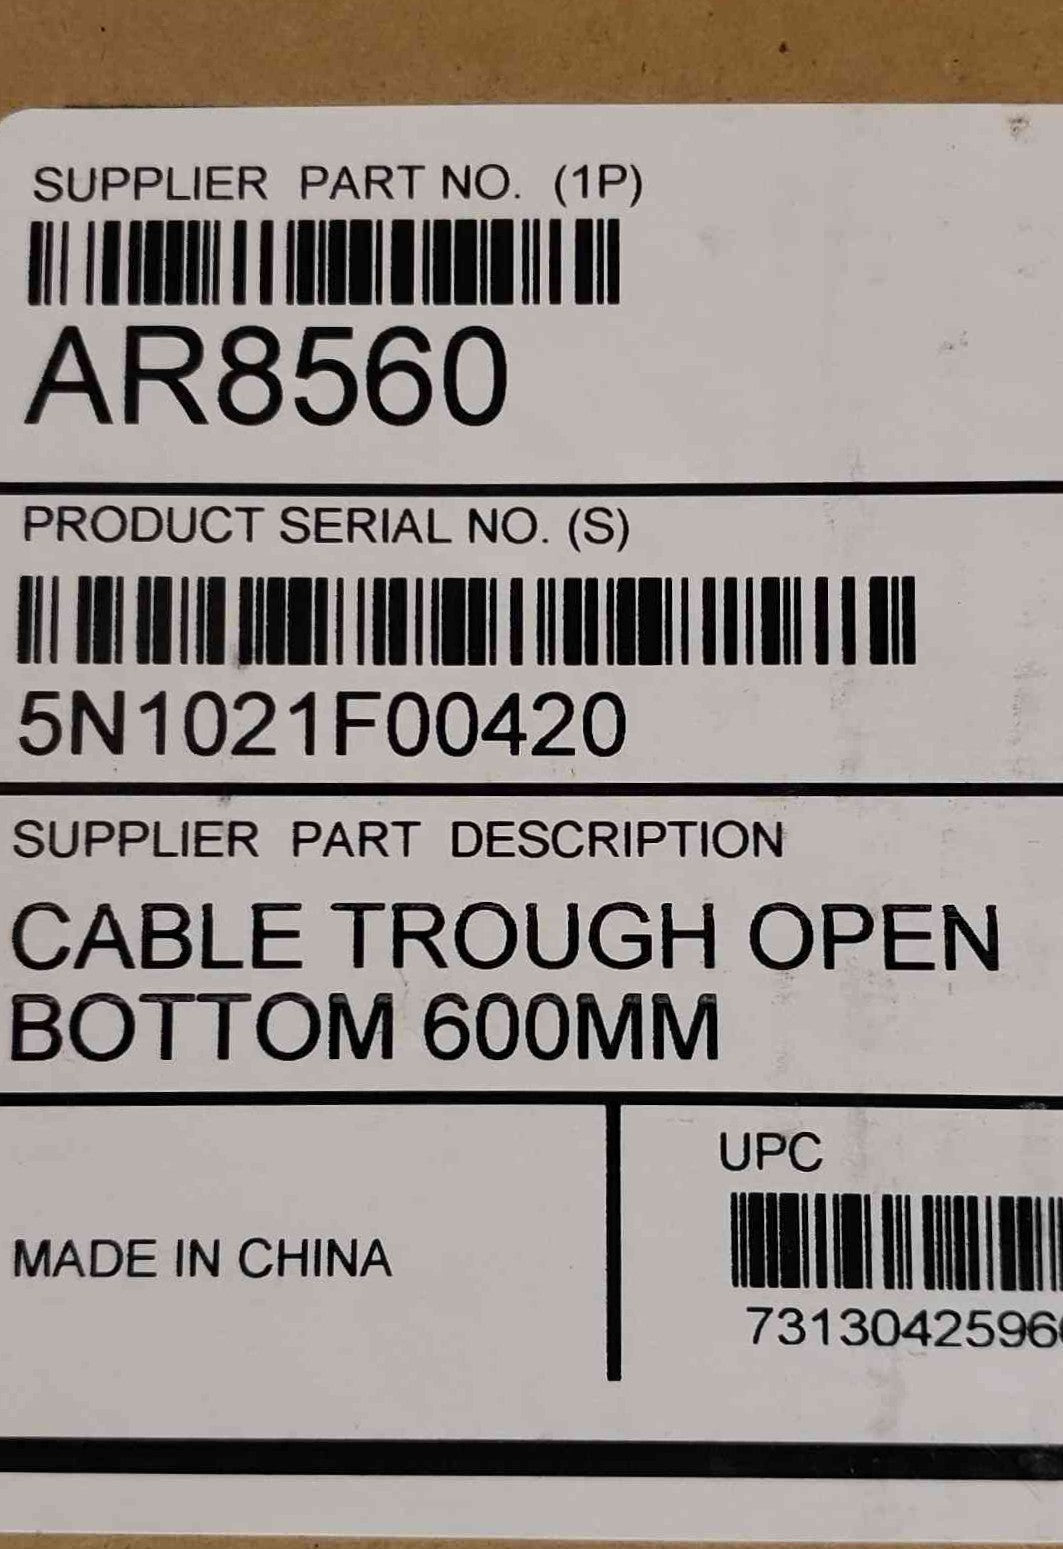 SUPPLIER PART NO. (1P)
AR8560
PRODUCT SERIAL NO. (S)
5N1021F00420
SUPPLIER PART DESCRIPTION
CABLE TROUGH OPEN
BOTTOM 600MM
UPC
MADE IN CHINA